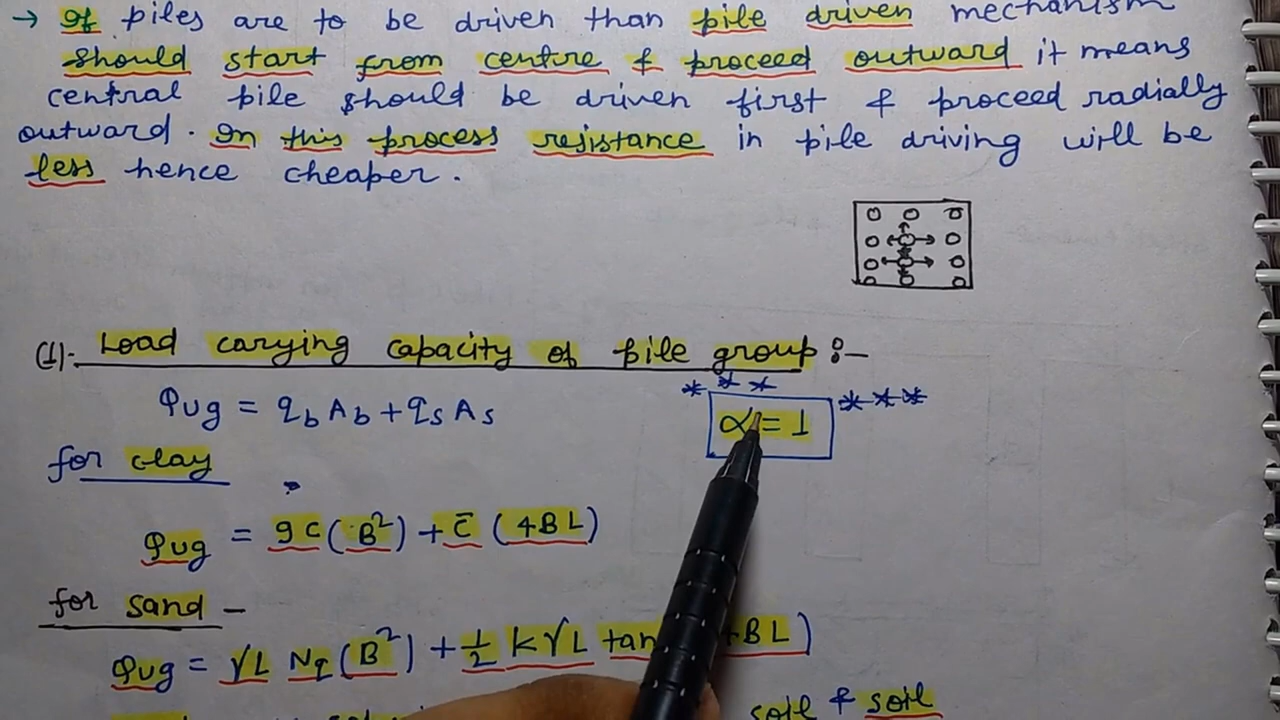 → If piles are to be driven than pile driven mechanism
should start from centre & proceed outward it means
central pile should be driven first & proceed radially
outward. In this process resistance in pile driving will be
less hence cheaper.
(1). Load carying capacity of pile group :-
Qug = qb Ab + qs As
* * *
α = 1 ***
for clay
Qug = 9c (B²) + c̄ (4BL)
for sand -
Qug = γL Nq (B²) + 1/2 KγL tan BL)
soil & soil